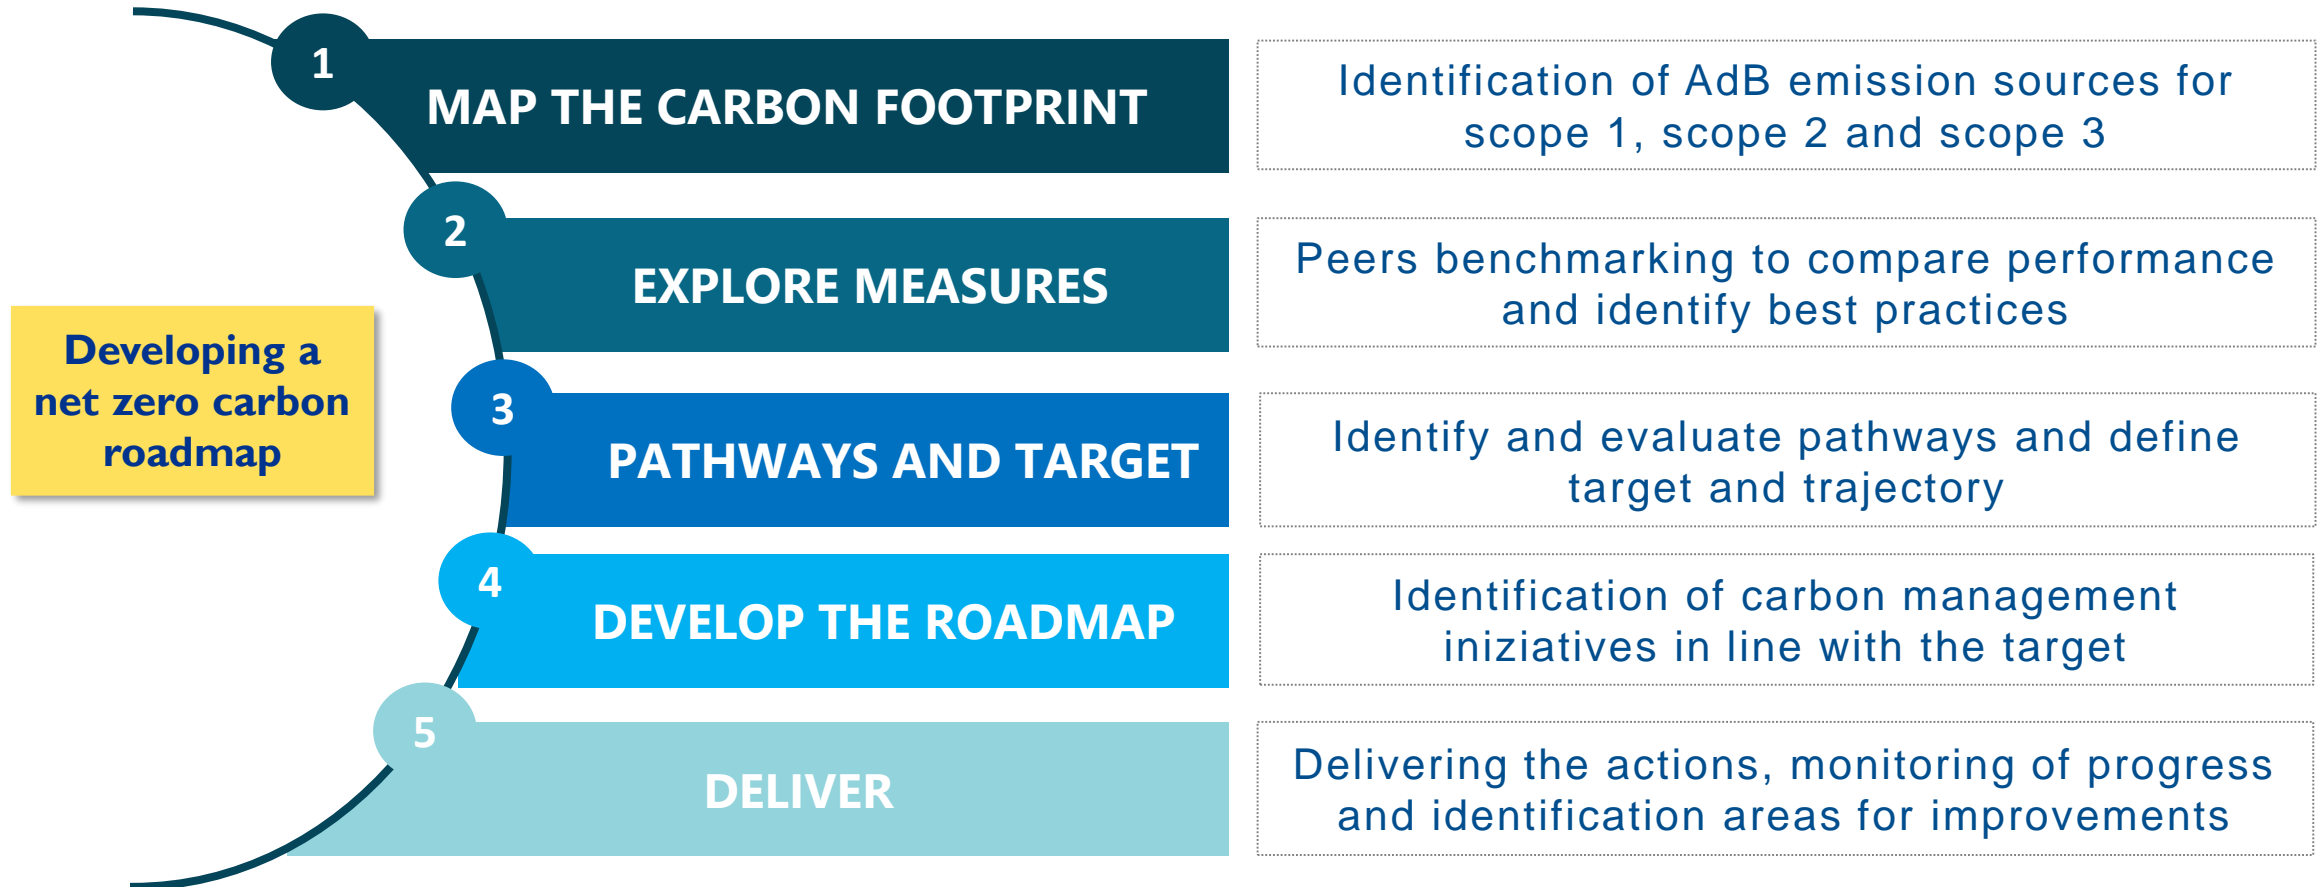 Developing a
net zero carbon
roadmap
1
MAP THE CARBON FOOTPRINT
Identification of AdB emission sources for
scope 1, scope 2 and scope 3
2
EXPLORE MEASURES
Peers benchmarking to compare performance
and identify best practices
3
PATHWAYS AND TARGET
Identify and evaluate pathways and define
target and trajectory
4
DEVELOP THE ROADMAP
Identification of carbon management
iniziatives in line with the target
5
DELIVER
Delivering the actions, monitoring of progress
and identification areas for improvements